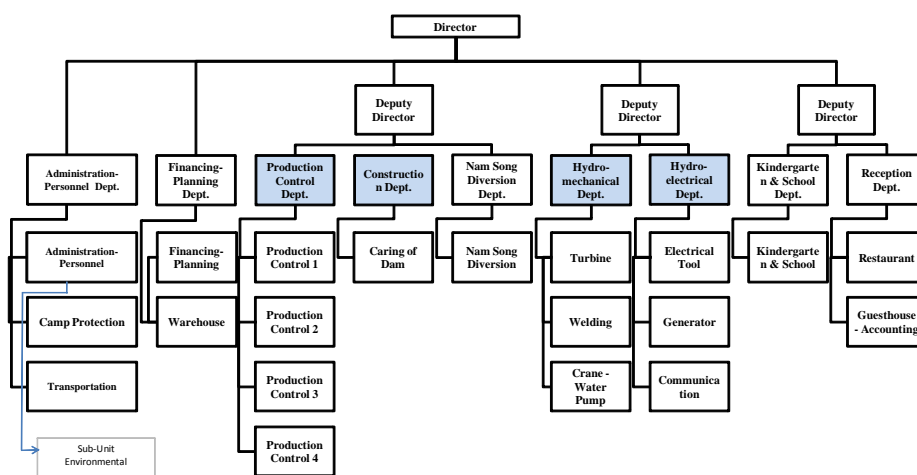 Director
Deputy
Director
Deputy
Director
Deputy
Director
Administration-
Personnel Dept.
Financing-
Planning
Dept.
Production
Control
Dept.
Constructio
n Dept.
Nam Song
Diversion
Dept.
Hydro-
mechanical
Dept.
Hydro-
electrical
Dept.
Kindergarte
n & School
Dept.
Reception
Dept.
Administration-
Personnel
Financing-
Planning
Production
Control 1
Caring of
Dam
Nam Song
Diversion
Turbine
Electrical
Tool
Kindergarte
n & School
Restaurant
Camp Protection
Warehouse
Production
Control 2
Welding
Generator
Guesthouse
- Accounting
Transportation
Production
Control 3
Crane -
Water
Pump
Communica
tion
Sub-Unit
Environmental
Production
Control 4